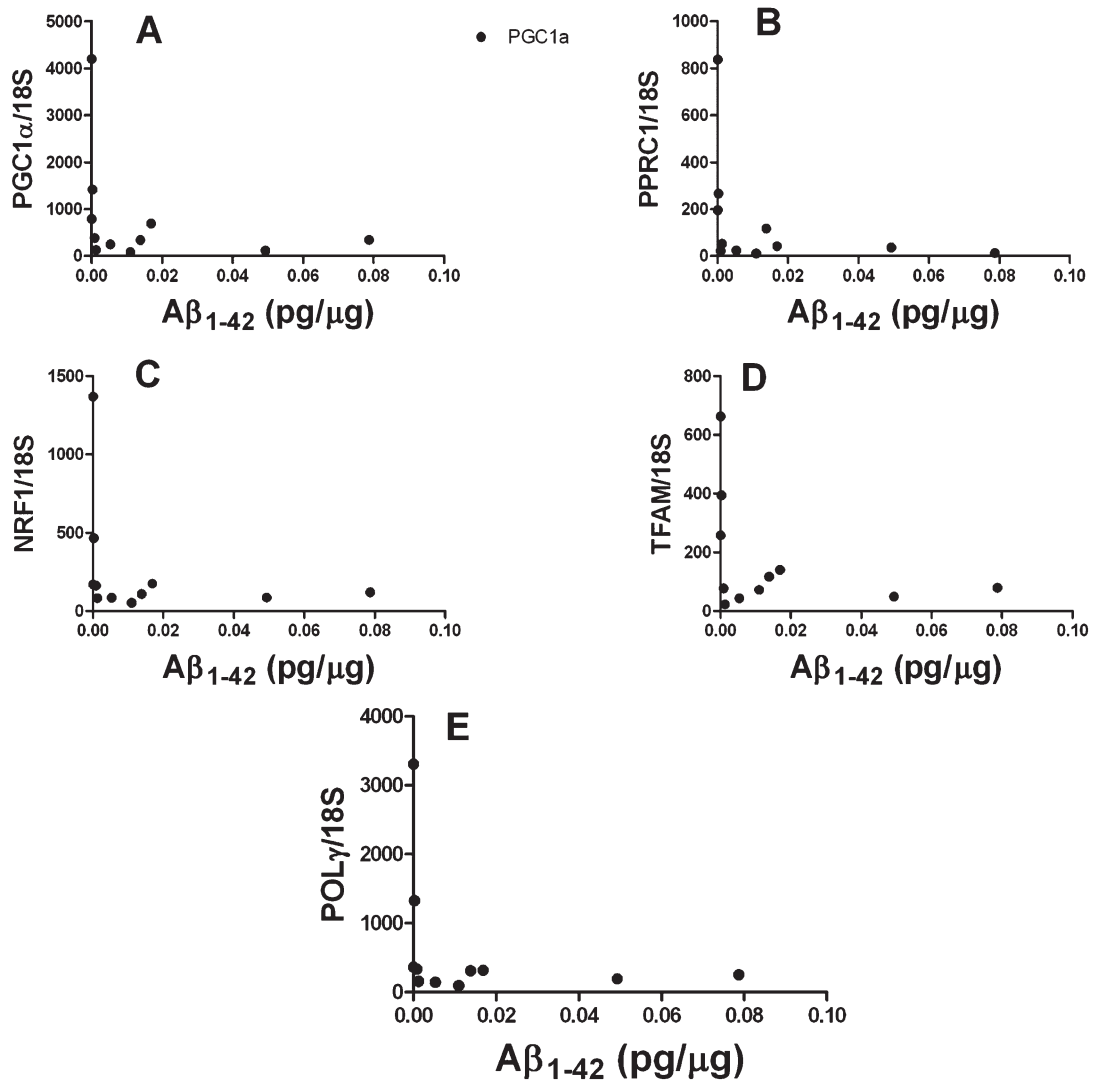 A
5000
4000
3000
2000
1000
0
PGC1α/18S
0.00 0.02 0.04 0.06 0.08 0.10
Aβ1-42 (pg/μg)
PGC1a
B
1000
800
600
400
200
0
PPRC1/18S
0.00 0.02 0.04 0.06 0.08 0.10
Aβ1-42 (pg/μg)
C
1500
1000
500
0
NRF1/18S
0.00 0.02 0.04 0.06 0.08 0.10
Aβ1-42 (pg/μg)
D
800
600
400
200
0
TFAM/18S
0.00 0.02 0.04 0.06 0.08 0.10
Aβ1-42 (pg/μg)
E
4000
3000
2000
1000
0
POLγ/18S
0.00 0.02 0.04 0.06 0.08 0.10
Aβ1-42 (pg/μg)